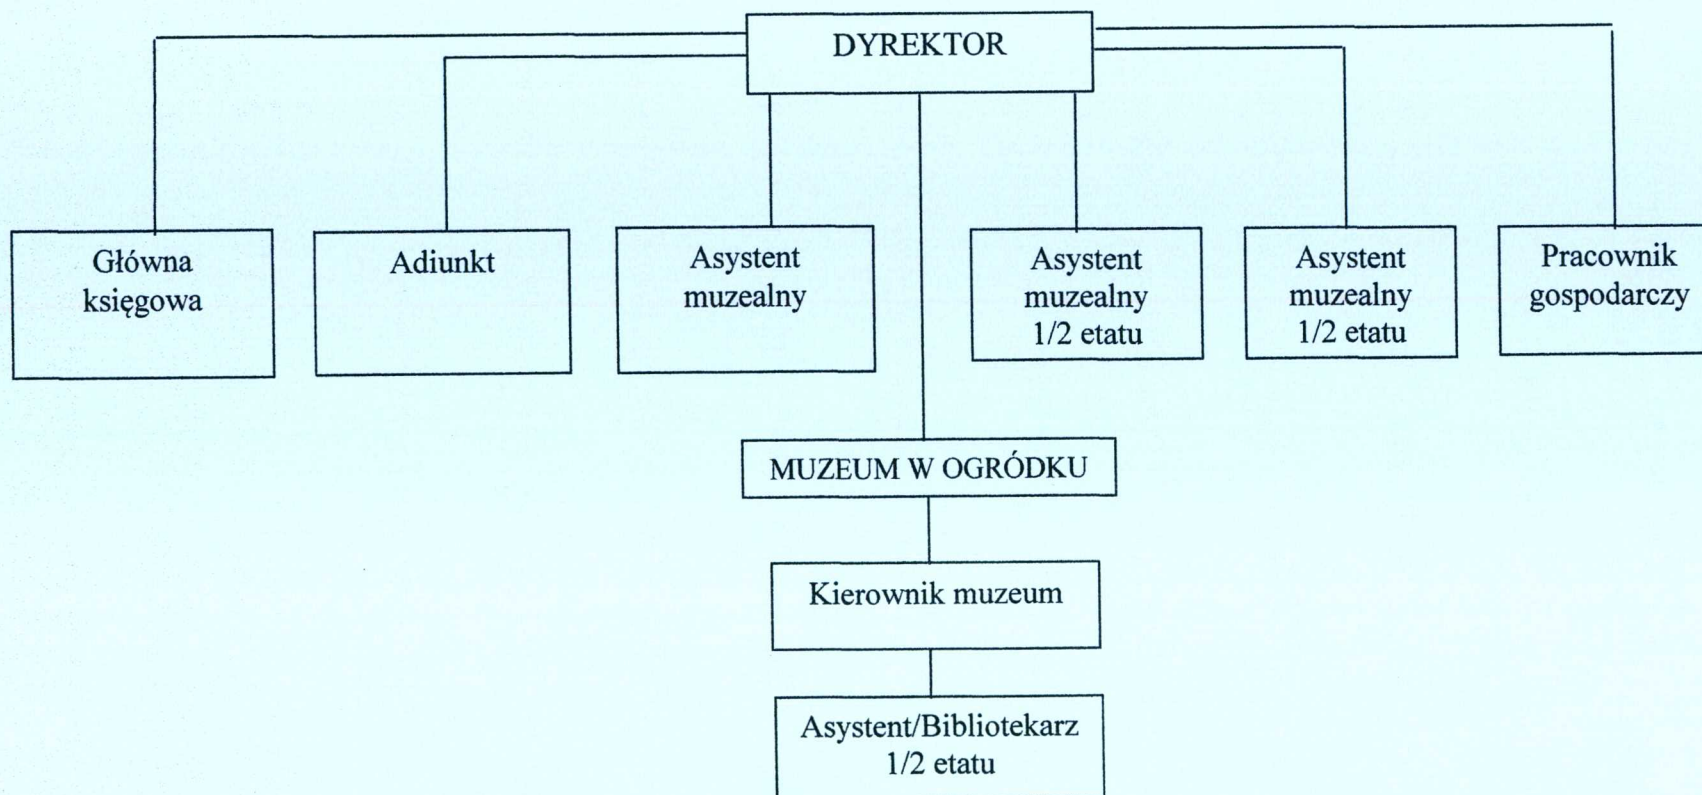 DYREKTOR
Główna
księgowa
Adiunkt
Asystent
muzealny
Asystent
muzealny
1/2 etatu
Asystent
muzealny
1/2 etatu
Pracownik
gospodarczy
MUZEUM W OGRÓDKU
Kierownik muzeum
Asystent/Bibliotekarz
1/2 etatu